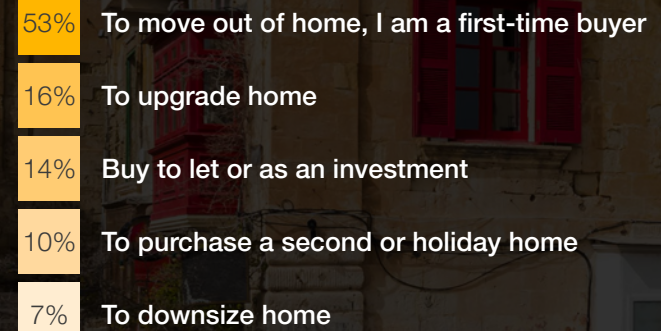 53% To move out of home, I am a first-time buyer
16% To upgrade home
14% Buy to let or as an investment
10% To purchase a second or holiday home
7% To downsize home